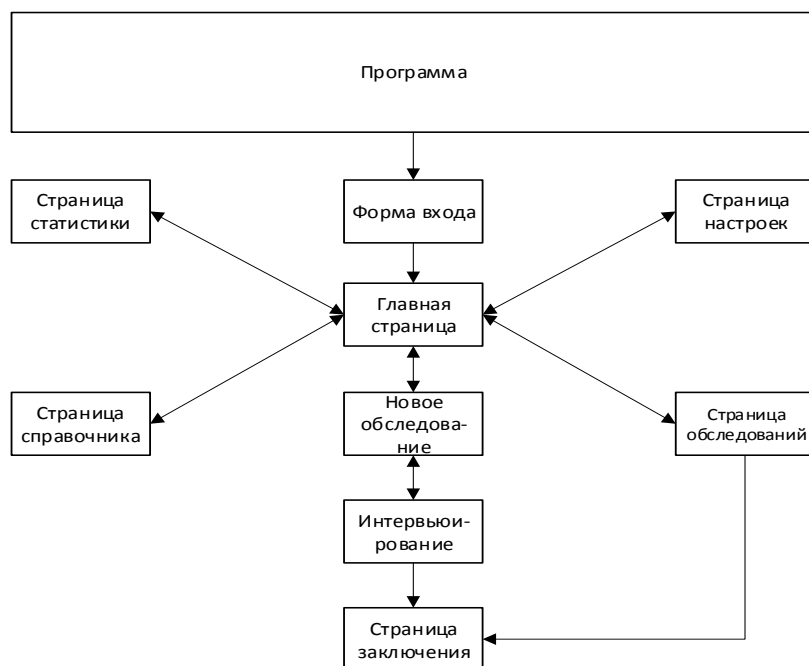 Программа
Страница
статистики
Форма входа
Страница
настроек
Главная
страница
Страница
справочника
Новое
обследова-
ние
Страница
обследований
Интервьюи-
рование
Страница
заключения